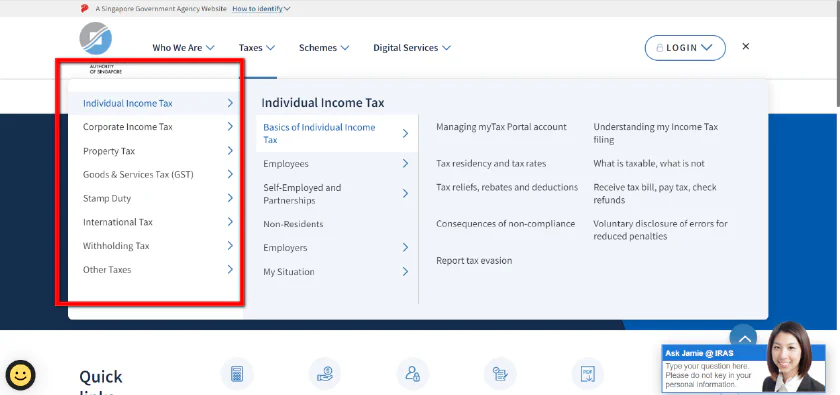 A Singapore Government Agency Website How to identify
Who We Are Taxes Schemes Digital Services LOGIN
AUTHORITY
OF SINGAPORE
Individual Income Tax
Corporate Income Tax
Property Tax
Goods & Services Tax (GST)
Stamp Duty
International Tax
Withholding Tax
Other Taxes
Individual Income Tax
Basics of Individual Income
Tax
Employees
Self-Employed and
Partnerships
Non-Residents
Employers
My Situation
Managing myTax Portal account
Tax residency and tax rates
Tax reliefs, rebates and deductions
Consequences of non-compliance
Report tax evasion
Understanding my Income Tax
filing
What is taxable, what is not
Receive tax bill, pay tax, check
refunds
Voluntary disclosure of errors for
reduced penalties
Quick
Ask Jamie @ IRAS
Type your question here.
Please do not key in your
personal information.
PDF